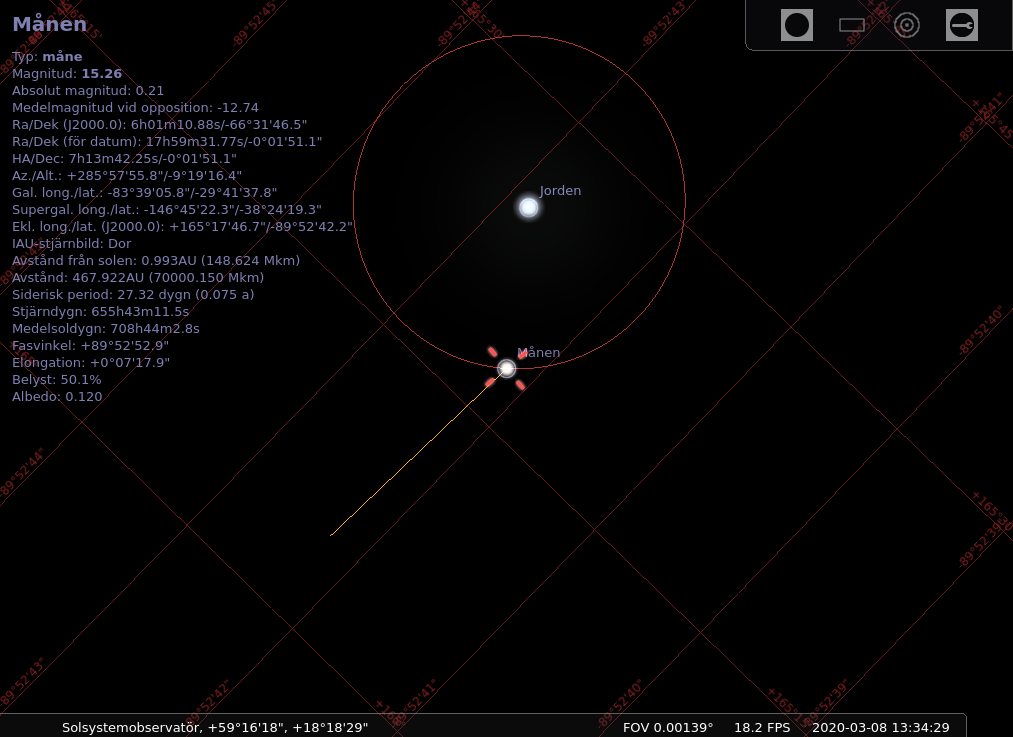 Månen
Typ: måne
Magnitud: 15.26
Absolut magnitud: 0.21
Medelmagnitud vid opposition: -12.74
Ra/Dek (J2000.0): 6h01m10.88s/-66°31'46.5"
Ra/Dek (för datum): 17h59m31.77s/-0°01'51.1"
HA/Dec: 7h13m42.25s/-0°01'51.1"
Az./Alt.: +285°57'55.8"/-9°19'16.4"
Gal. long./lat.: -83°39'05.8"/-29°41'37.8"
Supergal. long./lat.: -146°45'22.3"/-38°24'19.3"
Ekl. long./lat. (J2000.0): +165°17'46.7"/-89°52'42.2"
IAU-stjärnbild: Dor
Avstånd från solen: 0.993AU (148.624 Mkm)
Avstånd: 467.922AU (70000.150 Mkm)
Siderisk period: 27.32 dygn (0.075 a)
Stjärndygn: 655h43m11.5s
Medelsoldygn: 708h44m2.8s
Fasvinkel: +89°52'52.9"
Elongation: +0°07'17.9"
Belyst: 50.1%
Albedo: 0.120
-89°52'45"
-89°52'43"
-89°52'41"
Jorden
-89°52'40"
Månen
-89°52'44"
-89°52'39"
-89°52'43"
-89°52'42"
-89°52'41"
-89°52'40"
-89°52'39"
Solsystemobservatör, +59°16'18", +18°18'29"
FOV 0.00139°
18.2 FPS
2020-03-08 13:34:29